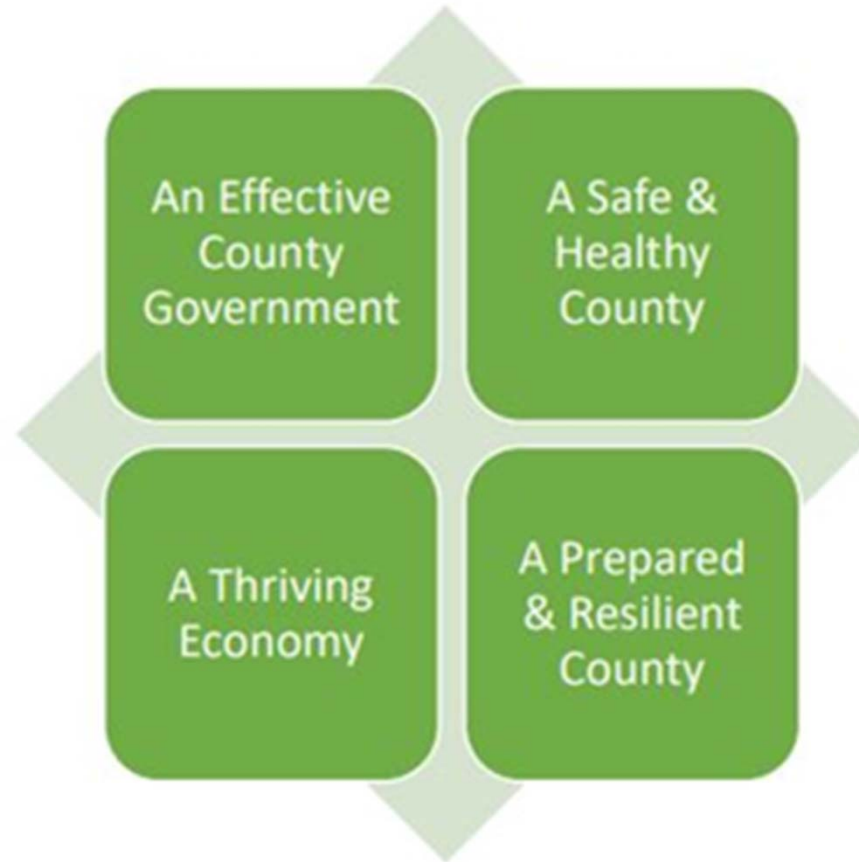 An Effective
County
Government
A Safe &
Healthy
County
A Thriving
Economy
A Prepared
& Resilient
County